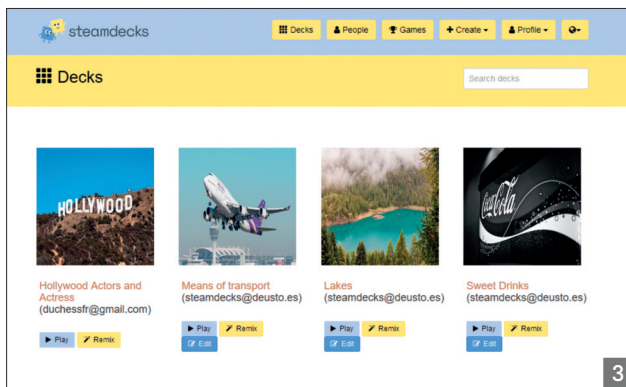 steamdecks
Decks People Games Create Profile
Decks
Search decks
HOLLYWOOD
Coca-Cola
Hollywood Actors and
Actress
(duchessfr@gmail.com)
Play Remix
Means of transport
(steamdecks@deusto.es)
Play Remix
Edit
Lakes
(steamdecks@deusto.es)
Play Remix
Edit
Sweet Drinks
(steamdecks@deusto.es)
Play Remix
Edit
3